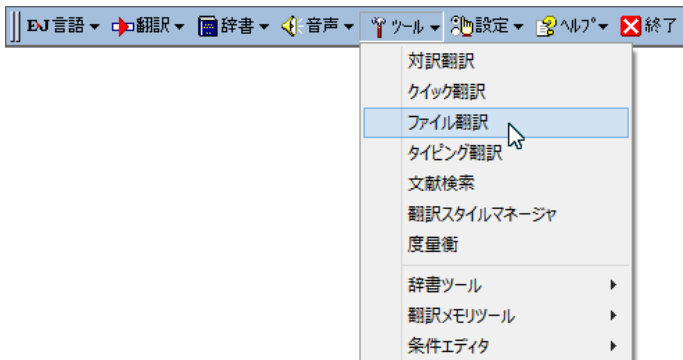 EJ言語 翻訳 辞書 音声 ツール 設定 ヘルプ 終了
対訳翻訳
クイック翻訳
ファイル翻訳
タイピング翻訳
文献検索
翻訳スタイルマネージャ
度量衡
辞書ツール
翻訳メモリツール
条件エディタ